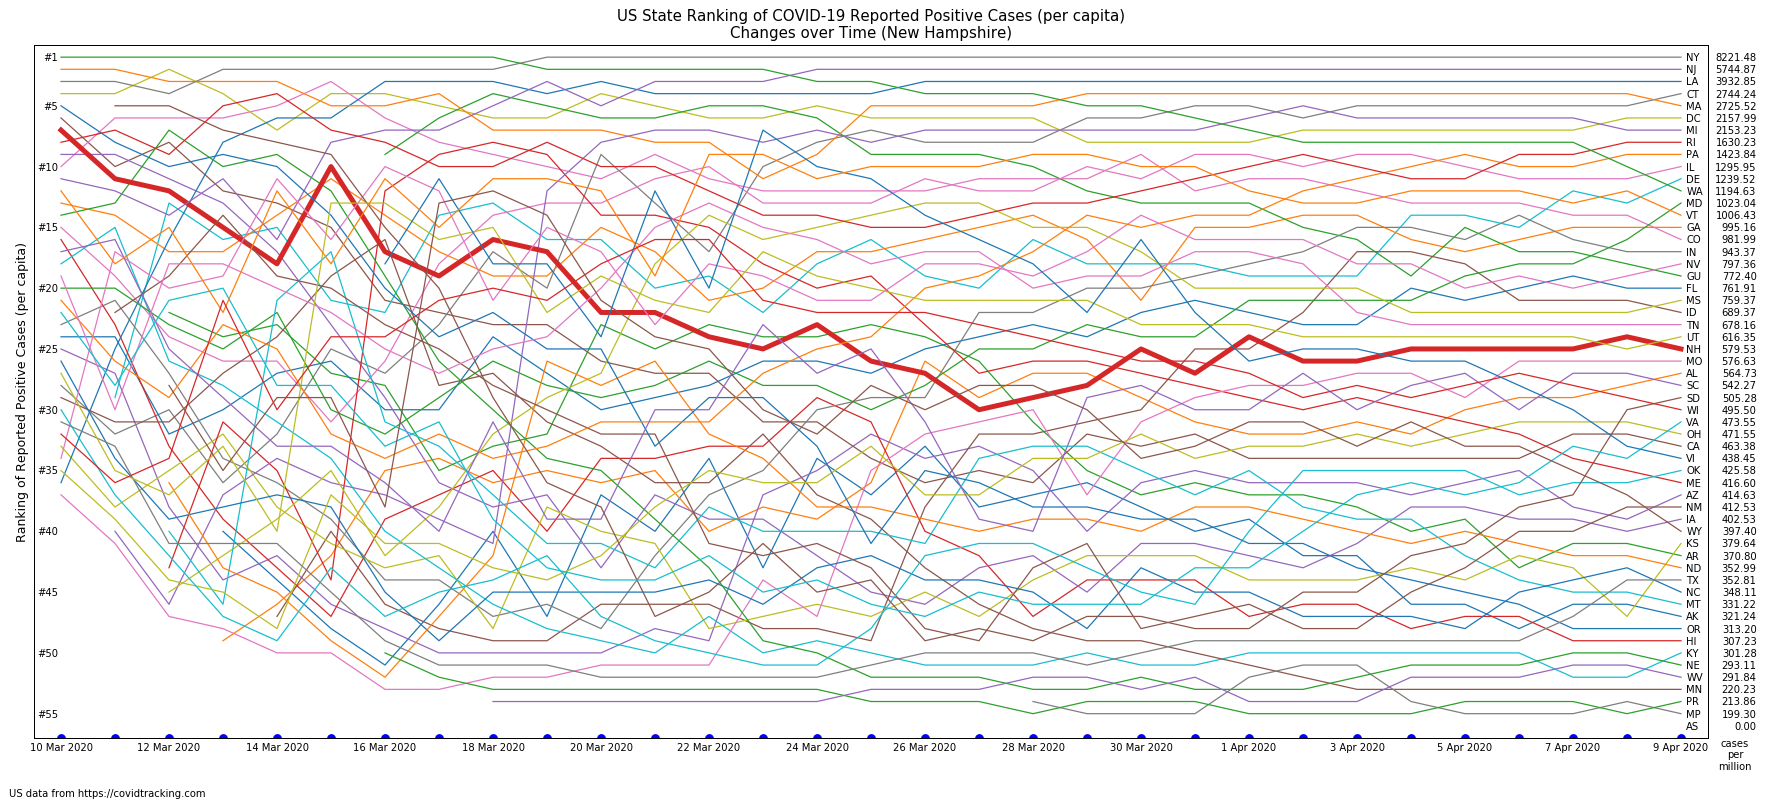 US State Ranking of COVID-19 Reported Positive Cases (per capita)
Changes over Time (New Hampshire)
Ranking of Reported Positive Cases (per capita)
#1
#5
#10
#15
#20
#25
#30
#35
#40
#45
#50
#55
NY 8221.48
NJ 5744.87
LA 3932.85
CT 2744.24
MA 2725.52
DC 2157.99
MI 2153.23
RI 1630.23
PA 1423.84
IL 1295.95
DE 1239.52
WA 1194.63
MD 1023.04
VT 1006.43
GA 995.16
CO 981.99
IN 943.37
NV 797.36
GU 772.40
FL 761.91
MS 759.37
ID 689.37
TN 678.16
UT 616.35
NH 579.53
MO 576.63
AL 564.73
SC 542.27
SD 505.28
WI 495.50
VA 473.55
OH 471.55
CA 463.38
VI 438.45
OK 425.58
ME 416.60
AZ 414.63
NM 412.53
IA 402.53
WY 397.40
KS 379.64
AR 370.80
ND 352.99
TX 352.81
NC 348.11
MT 331.22
AK 321.24
OR 313.20
HI 307.23
KY 301.28
NE 293.11
WV 291.84
MN 220.23
PR 213.86
MP 199.30
AS 0.00
10 Mar 2020 12 Mar 2020 14 Mar 2020 16 Mar 2020 18 Mar 2020 20 Mar 2020 22 Mar 2020 24 Mar 2020 26 Mar 2020 28 Mar 2020 30 Mar 2020 1 Apr 2020 3 Apr 2020 5 Apr 2020 7 Apr 2020 9 Apr 2020
cases
per
million
US data from https://covidtracking.com